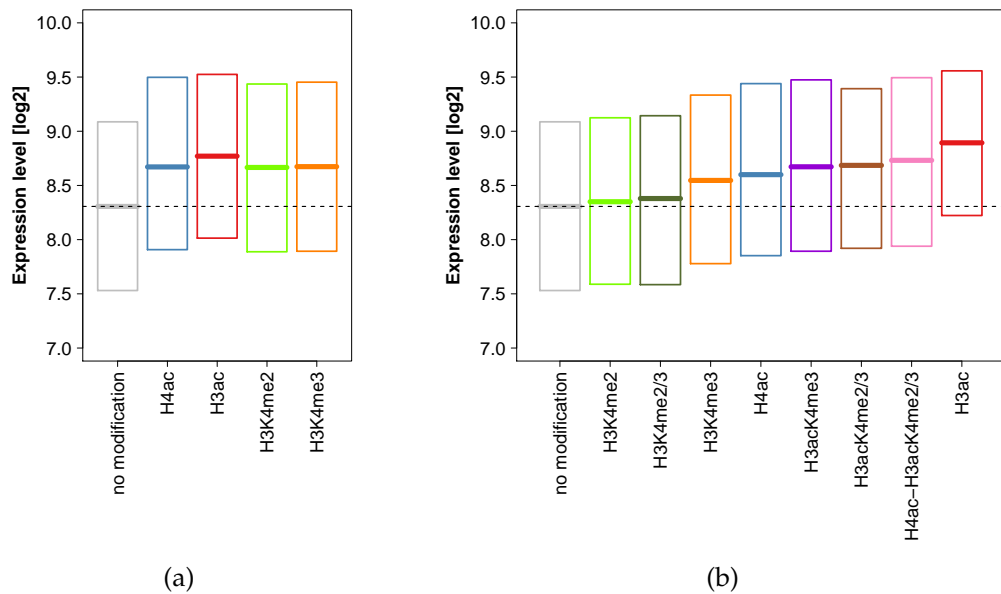 Expression level [log2]
10.0
9.5
9.0
8.5
8.0
7.5
7.0
no modification
H4ac
H3ac
H3K4me2
H3K4me3
(a)
Expression level [log2]
10.0
9.5
9.0
8.5
8.0
7.5
7.0
no modification
H3K4me2
H3K4me2/3
H3K4me3
H4ac
H3acK4me3
H3acK4me2/3
H4ac−H3acK4me2/3
H3ac
(b)